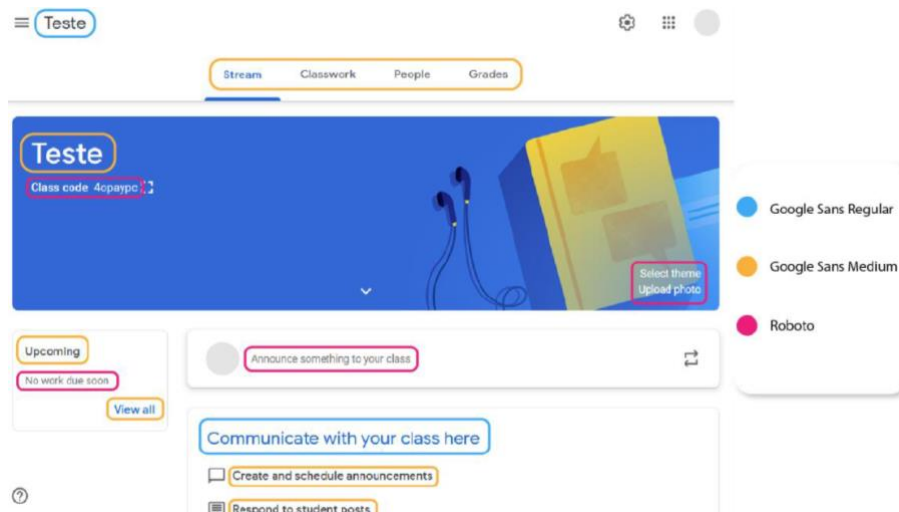 Teste
Stream Classwork People Grades
Teste
Class code 4opaypc
Select theme
Upload photo
Google Sans Regular
Google Sans Medium
Roboto
Upcoming
No work due soon
View all
Announce something to your class
Communicate with your class here
Create and schedule announcements
Respond to student posts